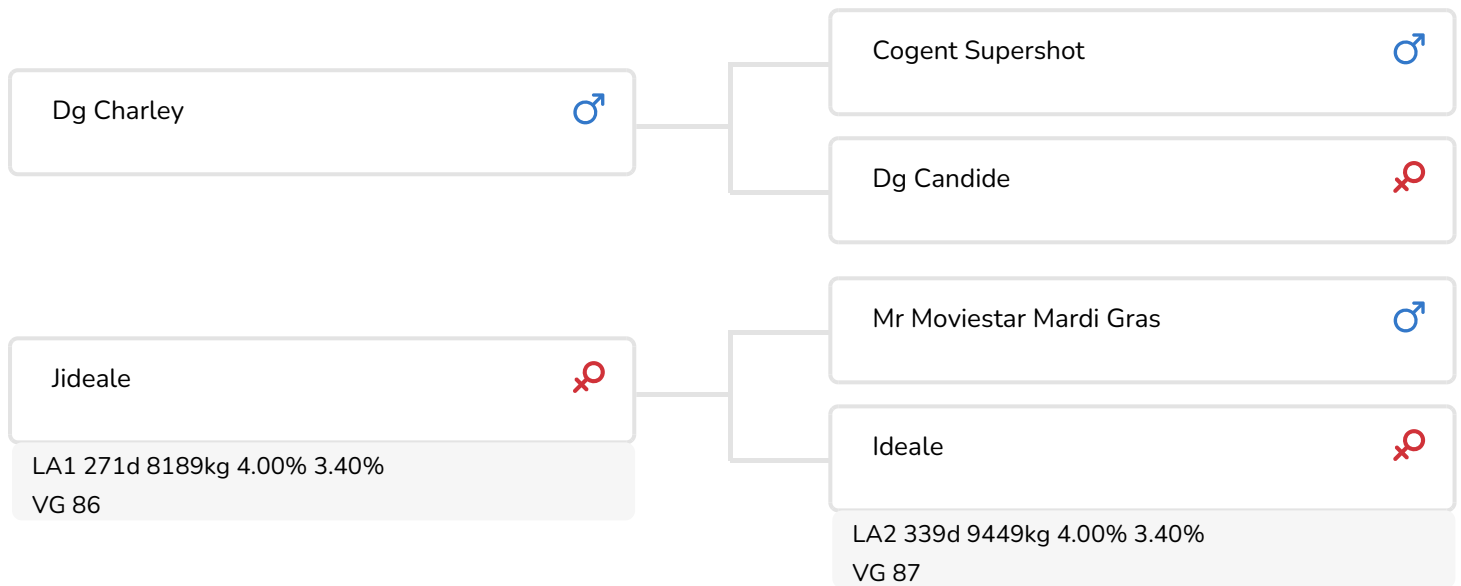 Cogent Supershot
Dg Charley
Dg Candide
Mr Moviestar Mardi Gras
Jideale
LA1 271d 8189kg 4.00% 3.40%
VG 86
Ideale
LA2 339d 9449kg 4.00% 3.40%
VG 87